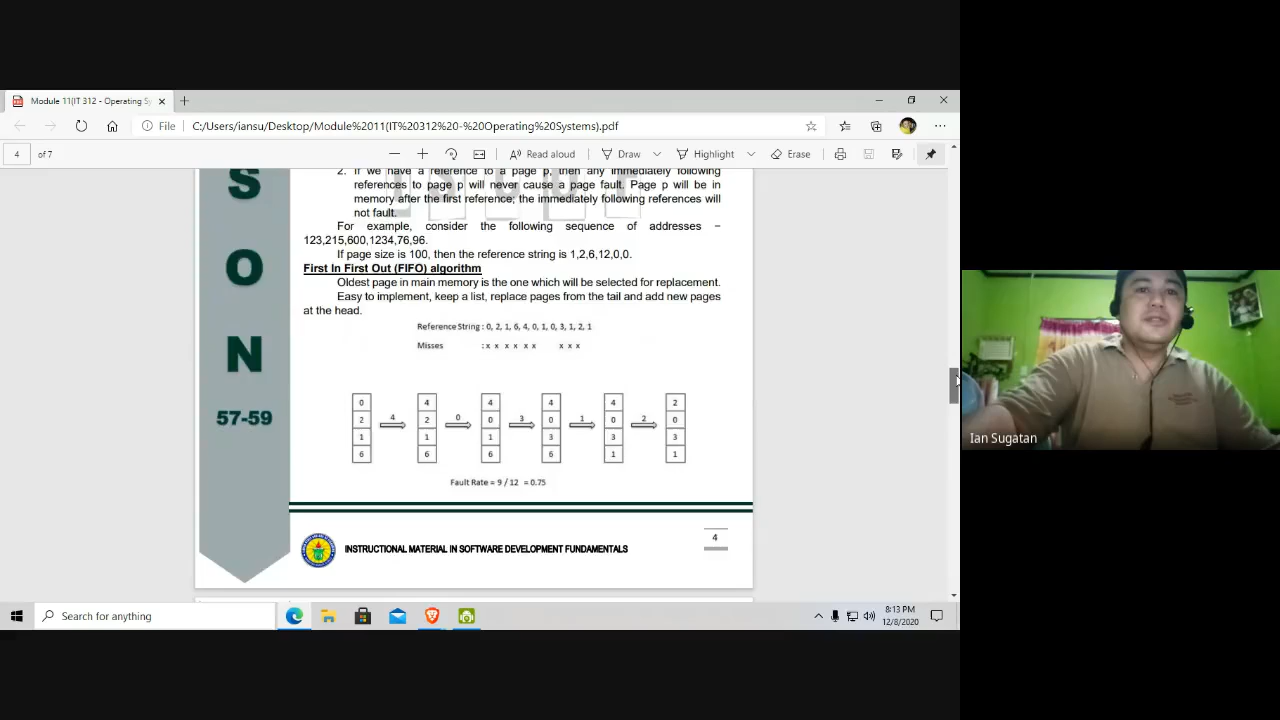 Module 11(IT 312 - Operating Sy
File C:/Users/iansu/Desktop/Module%2011(IT%20312%20-%20Operating%20Systems).pdf
4 of 7 Read aloud Draw Highlight Erase
S
O
N
57-59
2. If we have a reference to a page p, then any immediately following
references to page p will never cause a page fault. Page p will be in
memory after the first reference; the immediately following references will
not fault.
For example, consider the following sequence of addresses −
123,215,600,1234,76,96.
If page size is 100, then the reference string is 1,2,6,12,0,0.
First In First Out (FIFO) algorithm
Oldest page in main memory is the one which will be selected for replacement.
Easy to implement, keep a list, replace pages from the tail and add new pages
at the head.
Reference String : 0, 2, 1, 6, 4, 0, 1, 0, 3, 1, 2, 1
Misses : x x x x x x x x x
0 4 4 4 4 2
4 0 3 1 2
2 2 0 0 0 0
1 1 1 3 3 3
6 6 6 6 1 1
Fault Rate = 9 / 12 = 0.75
INSTRUCTIONAL MATERIAL IN SOFTWARE DEVELOPMENT FUNDAMENTALS
4
Search for anything
8:13 PM
12/8/2020
Ian Sugatan